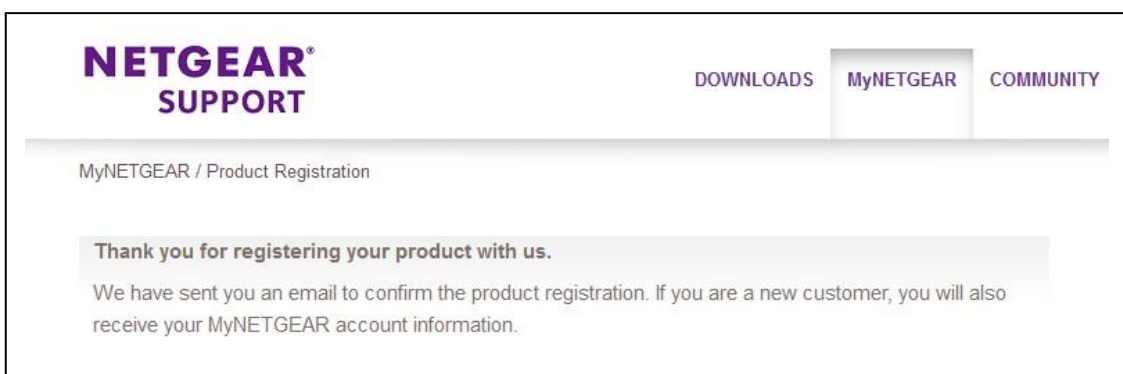 NETGEAR®
SUPPORT
DOWNLOADS MyNETGEAR COMMUNITY
MyNETGEAR / Product Registration
Thank you for registering your product with us.
We have sent you an email to confirm the product registration. If you are a new customer, you will also
receive your MyNETGEAR account information.